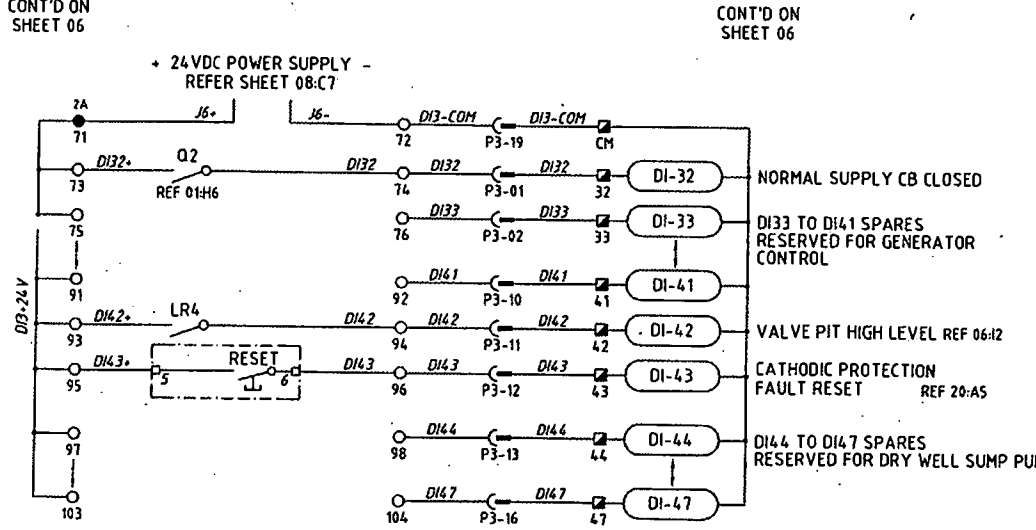 CONT'D ON
SHEET 06
CONT'D ON
SHEET 06
+ 24VDC POWER SUPPLY -
REFER SHEET 08:C7
2A
71
J6+
J6-
72
DI3-COM
P3-19
DI3-COM
CM
73
DI32+
Q2
REF 01:H6
DI32
74
DI32
P3-01
DI32
32
DI-32
NORMAL SUPPLY CB CLOSED
75
76
DI33
P3-02
DI33
33
DI-33
DI33 TO DI41 SPARES
RESERVED FOR GENERATOR
CONTROL
91
92
DI41
P3-10
DI41
41
DI-41
DI3+24V
93
DI42+
LR4
DI42
94
DI42
P3-11
DI42
42
DI-42
VALVE PIT HIGH LEVEL REF 06:I2
95
DI43+
5
RESET
6
DI43
96
DI43
P3-12
DI43
43
DI-43
CATHODIC PROTECTION
FAULT RESET REF 20:A5
97
98
DI44
P3-13
DI44
44
DI-44
DI44 TO DI47 SPARES
RESERVED FOR DRY WELL SUMP PU
103
104
DI47
P3-16
DI47
47
DI-47